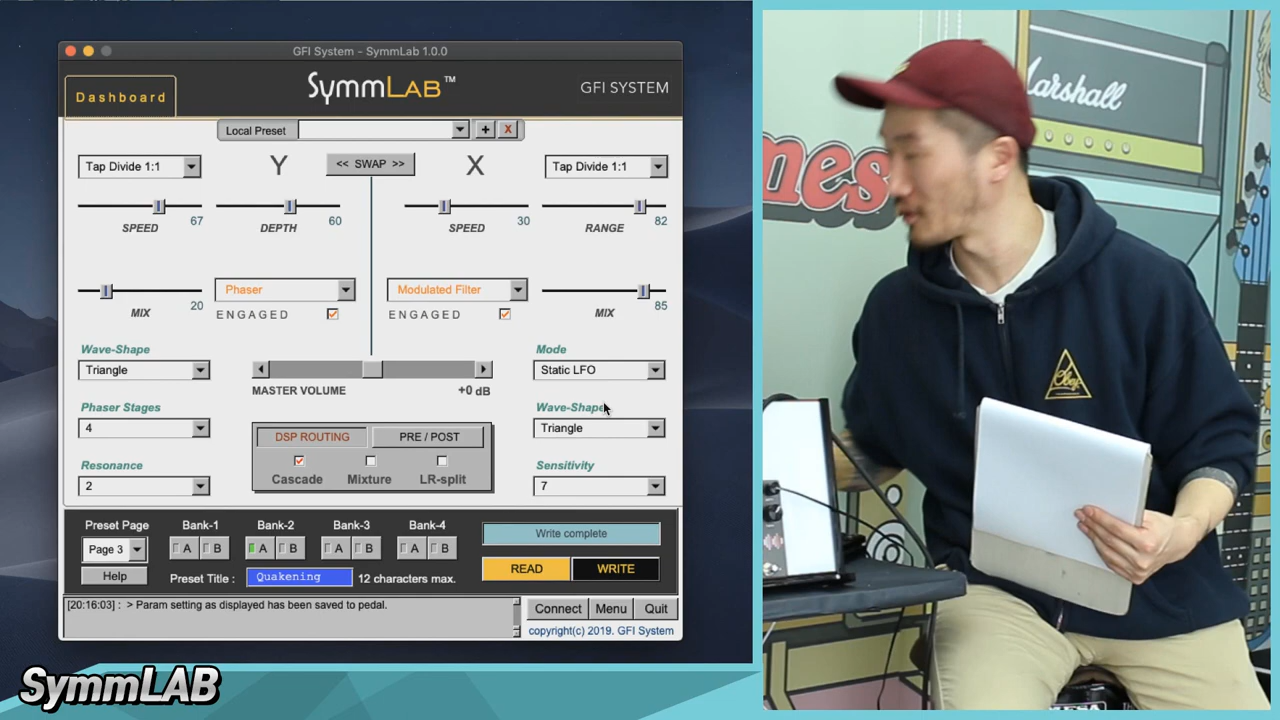 GFI System - SymmLab 1.0.0
Dashboard
SYMMLAB™
GFI SYSTEM
Local Preset
+
X
Tap Divide 1:1
Y
<< SWAP >>
X
Tap Divide 1:1
SPEED
67
DEPTH
60
SPEED
30
RANGE
82
MIX
20
Phaser
ENGAGED
Modulated Filter
ENGAGED
MIX
85
Wave-Shape
Triangle
Mode
Static LFO
MASTER VOLUME
+0 dB
Phaser Stages
4
Wave-Shape
Triangle
DSP ROUTING
PRE / POST
Cascade
Mixture
LR-split
Resonance
2
Sensitivity
7
Preset Page
Page 3
Help
Bank-1
A B
Bank-2
A B
Bank-3
A B
Bank-4
A B
Preset Title :
Quakening
12 characters max.
Write complete
READ
WRITE
[20:16:03] : > Param setting as displayed has been saved to pedal.
Connect
Menu
Quit
copyright(c) 2019. GFI System
SymmLAB
Marshall
nes
Obey